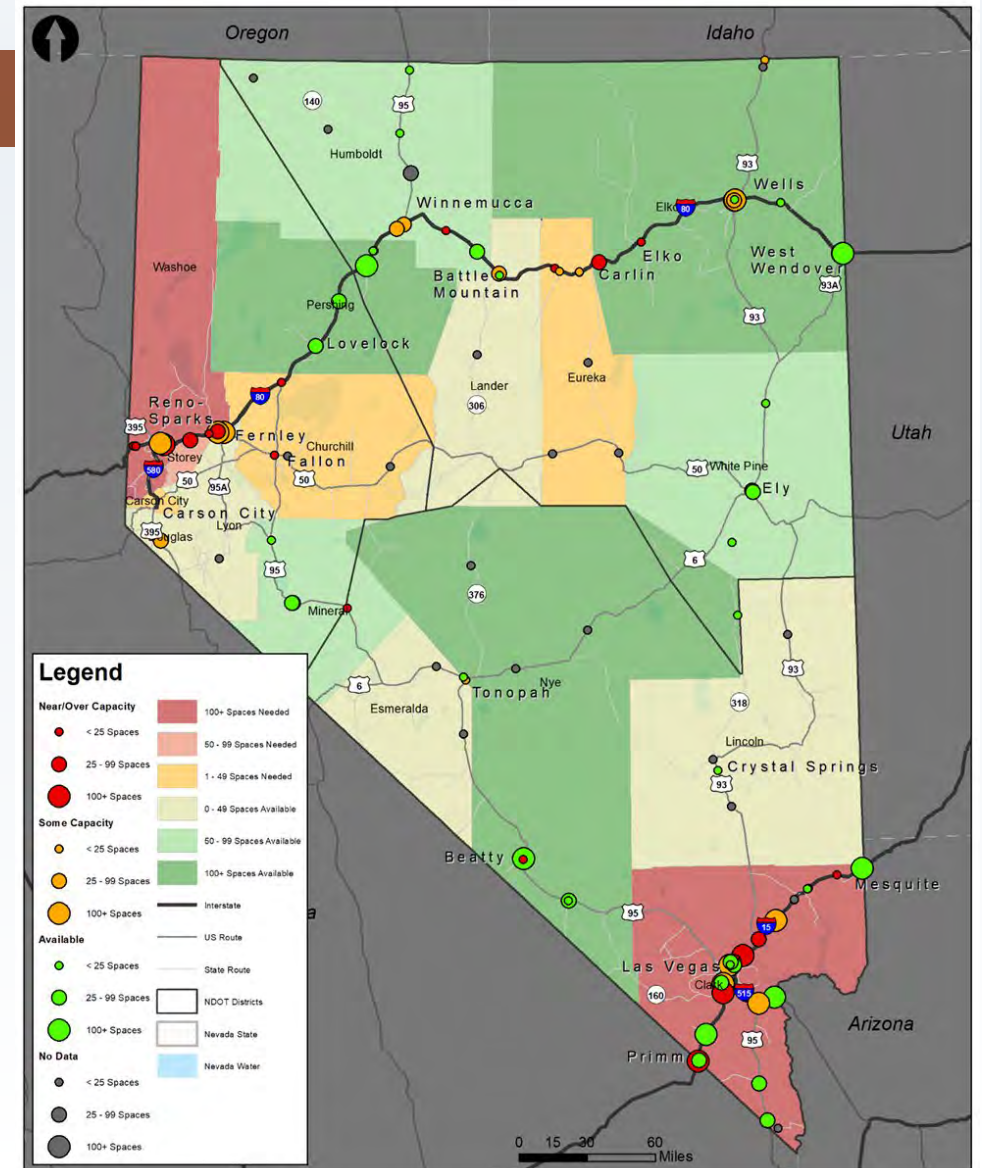 Oregon
Idaho
140
95
93
Humboldt
Wells
Winnemucca
Elko
80
Washoe
Elko
West
Wendover
Battle
Mountain
Carlin
93A
Pershing
93
Lovelock
Eureka
Lander
80
306
Reno-
Sparks
395
Fernley
Churchill
Utah
Storey
Fallon
580
50
50
White Pine
50
95A
Ely
Carson City
Carson City
Lyon
395
uglas
6
95
376
Mineral
Legend
Near/Over Capacity
< 25 Spaces
25 - 99 Spaces
100+ Spaces
Some Capacity
< 25 Spaces
25 - 99 Spaces
100+ Spaces
Available
< 25 Spaces
25 - 99 Spaces
100+ Spaces
No Data
< 25 Spaces
25 - 99 Spaces
100+ Spaces
100+ Spaces Needed
50 - 99 Spaces Needed
1 - 49 Spaces Needed
0 - 49 Spaces Available
50 - 99 Spaces Available
100+ Spaces Available
Interstate
US Route
State Route
NDOT Districts
Nevada State
Nevada Water
93
6
Nye
Tonopah
Esmeralda
318
Lincoln
Crystal Springs
93
Beatty
a
Mesquite
95
15
Las Vegas
Clark
160
515
Arizona
95
Primm
0 15 30 60
Miles